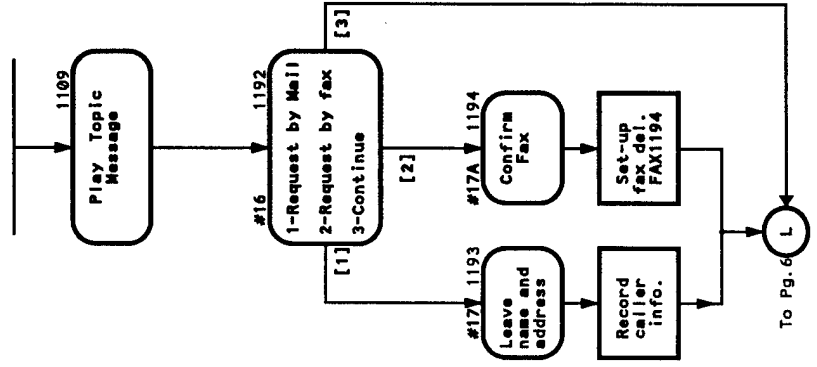 1109
Play Topic
Message
#16 1192
1-Request by Mail
2-Request by fax
3-Continue
[1]
[2]
[3]
#17 1193
Leave
name and
address
#17A 1194
Confirm
Fax
Record
caller
info.
Set-up
fax del.
FAX1194
To Pg.6
L